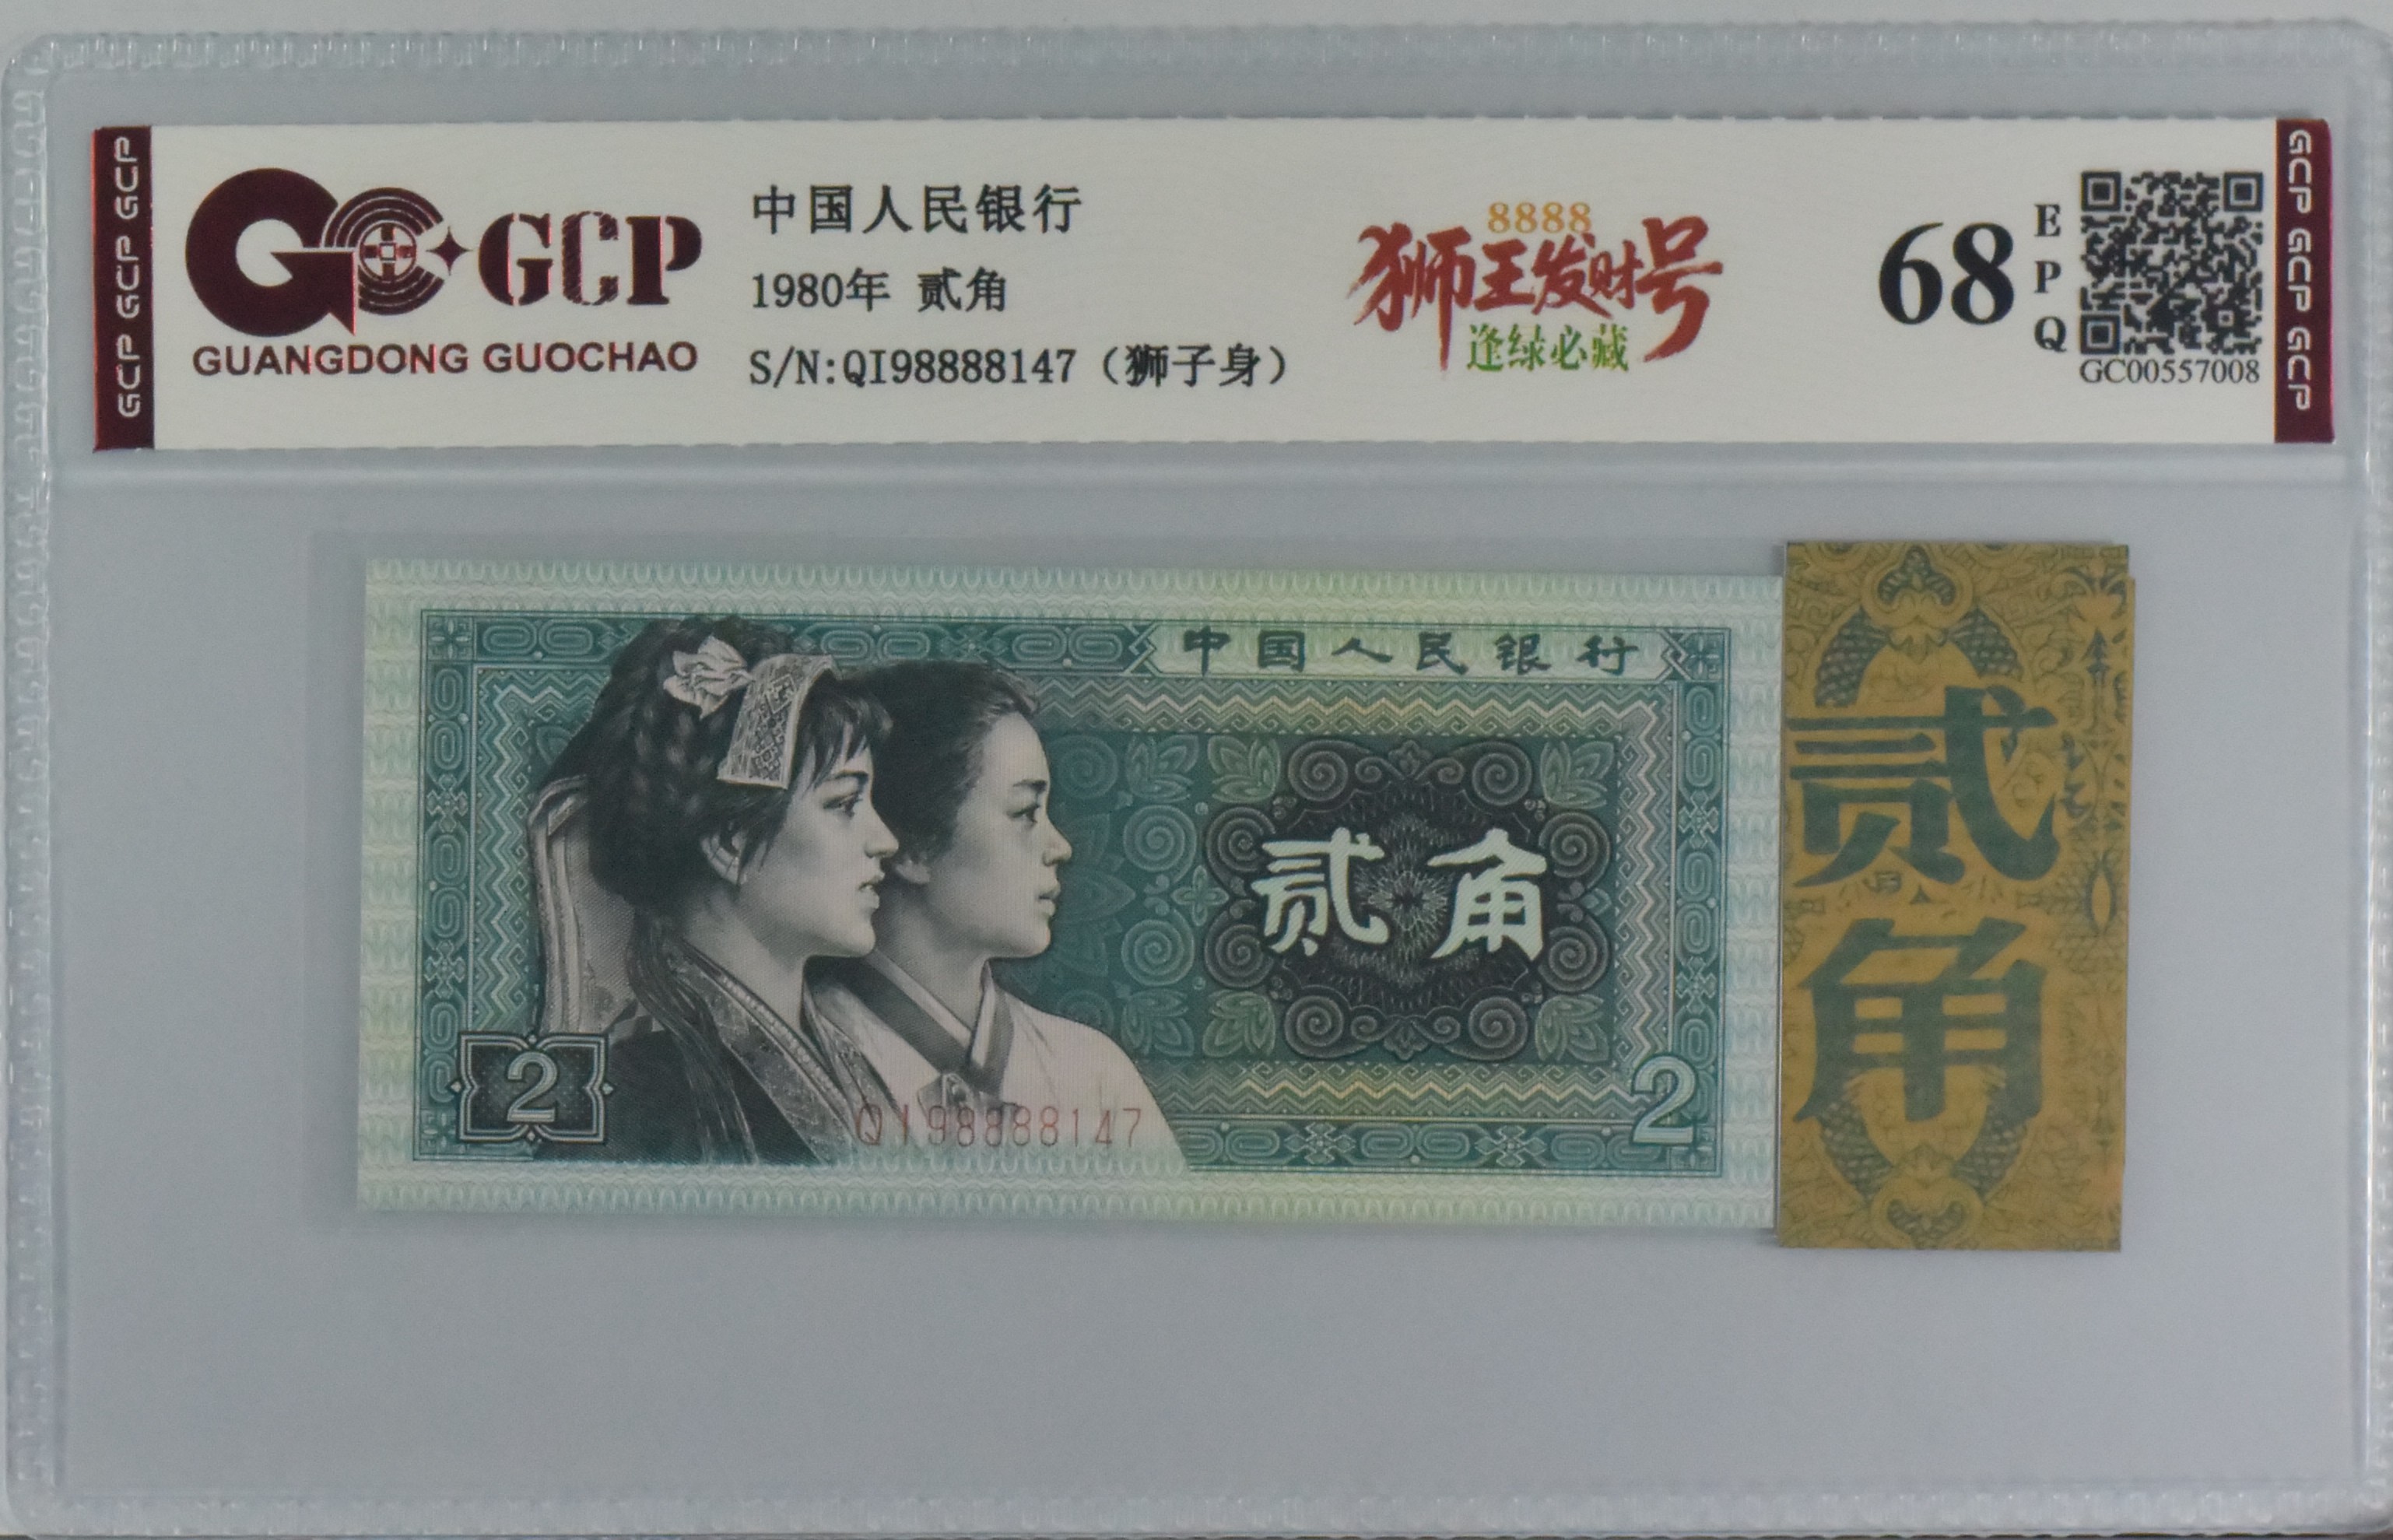 GCP GCP GCP
GCP
GUANGDONG GUOCHAO
中国人民银行
1980年 贰角
S/N:QI98888147（狮子身）
8888
狮王发财号
逢绿必藏
68
EPQ
GC00557008
GCP GCP GCP
中国人民银行
贰角
2
2
QI98888147
贰角